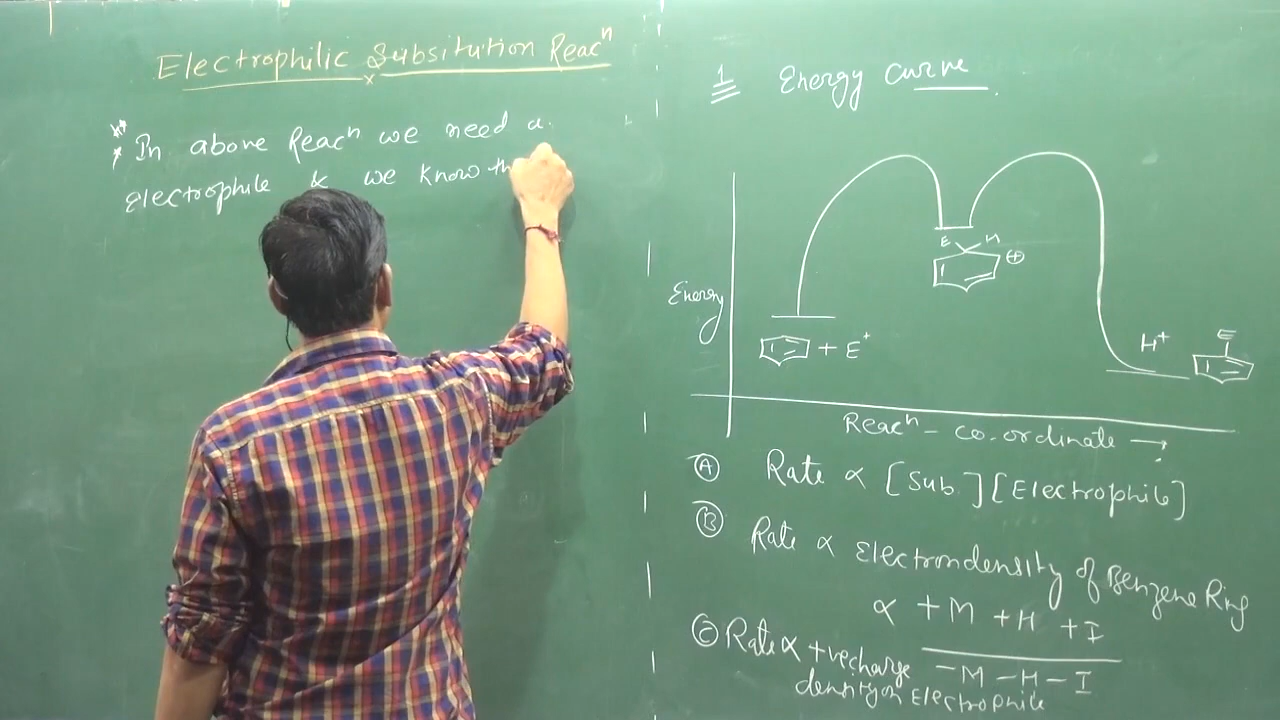 Electrophilic Subsitution Reacⁿ
** In above Reacⁿ we need a
* electrophile & we know th
1 Energy curve
E H
⊕
Energy
+ E⁺
H⁺
E
Reacⁿ- co-ordinate →
Ⓐ Rate ∝ [Sub.][Electrophile]
Ⓑ Rate ∝ Electrondensity of Benzene Ring
∝ +M +H +I
-M -H -I
Ⓒ Rate ∝ +ve charge
density on Electrophile